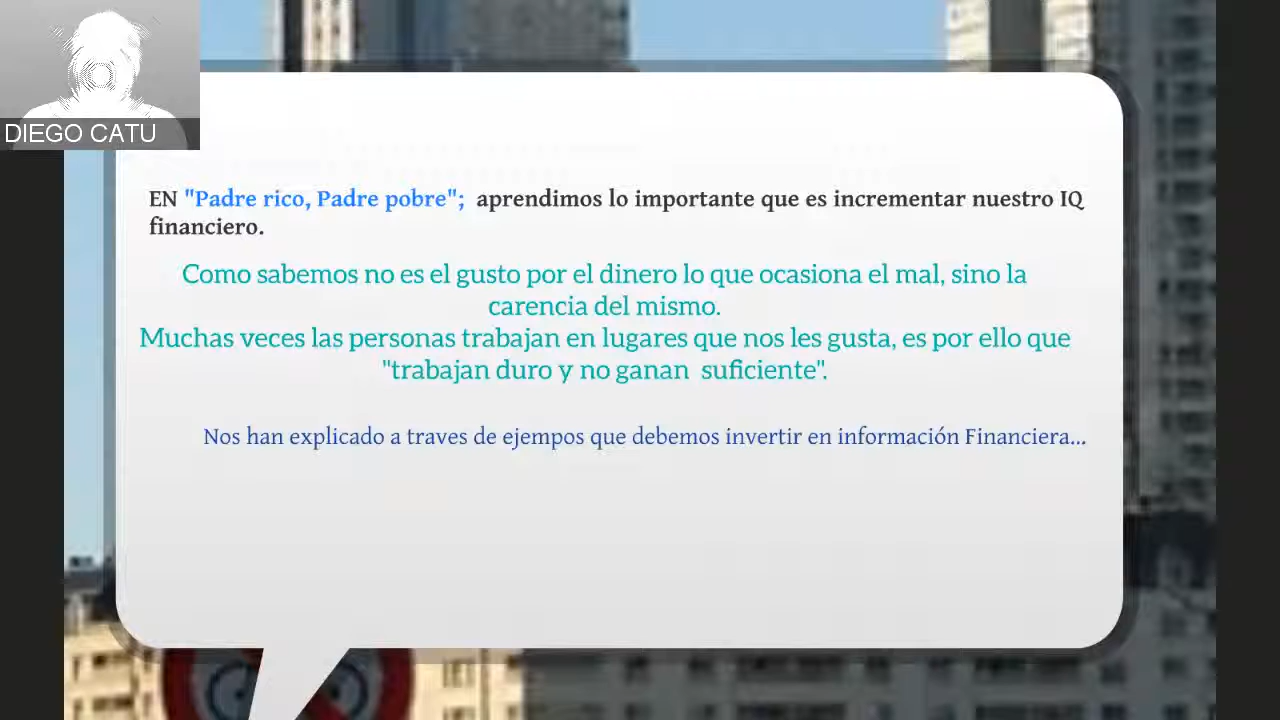 DIEGO CATU
EN "Padre rico, Padre pobre"; aprendimos lo importante que es incrementar nuestro IQ
financiero.
Como sabemos no es el gusto por el dinero lo que ocasiona el mal, sino la
carencia del mismo.
Muchas veces las personas trabajan en lugares que nos les gusta, es por ello que
"trabajan duro y no ganan suficiente".
Nos han explicado a traves de ejempos que debemos invertir en información Financiera...